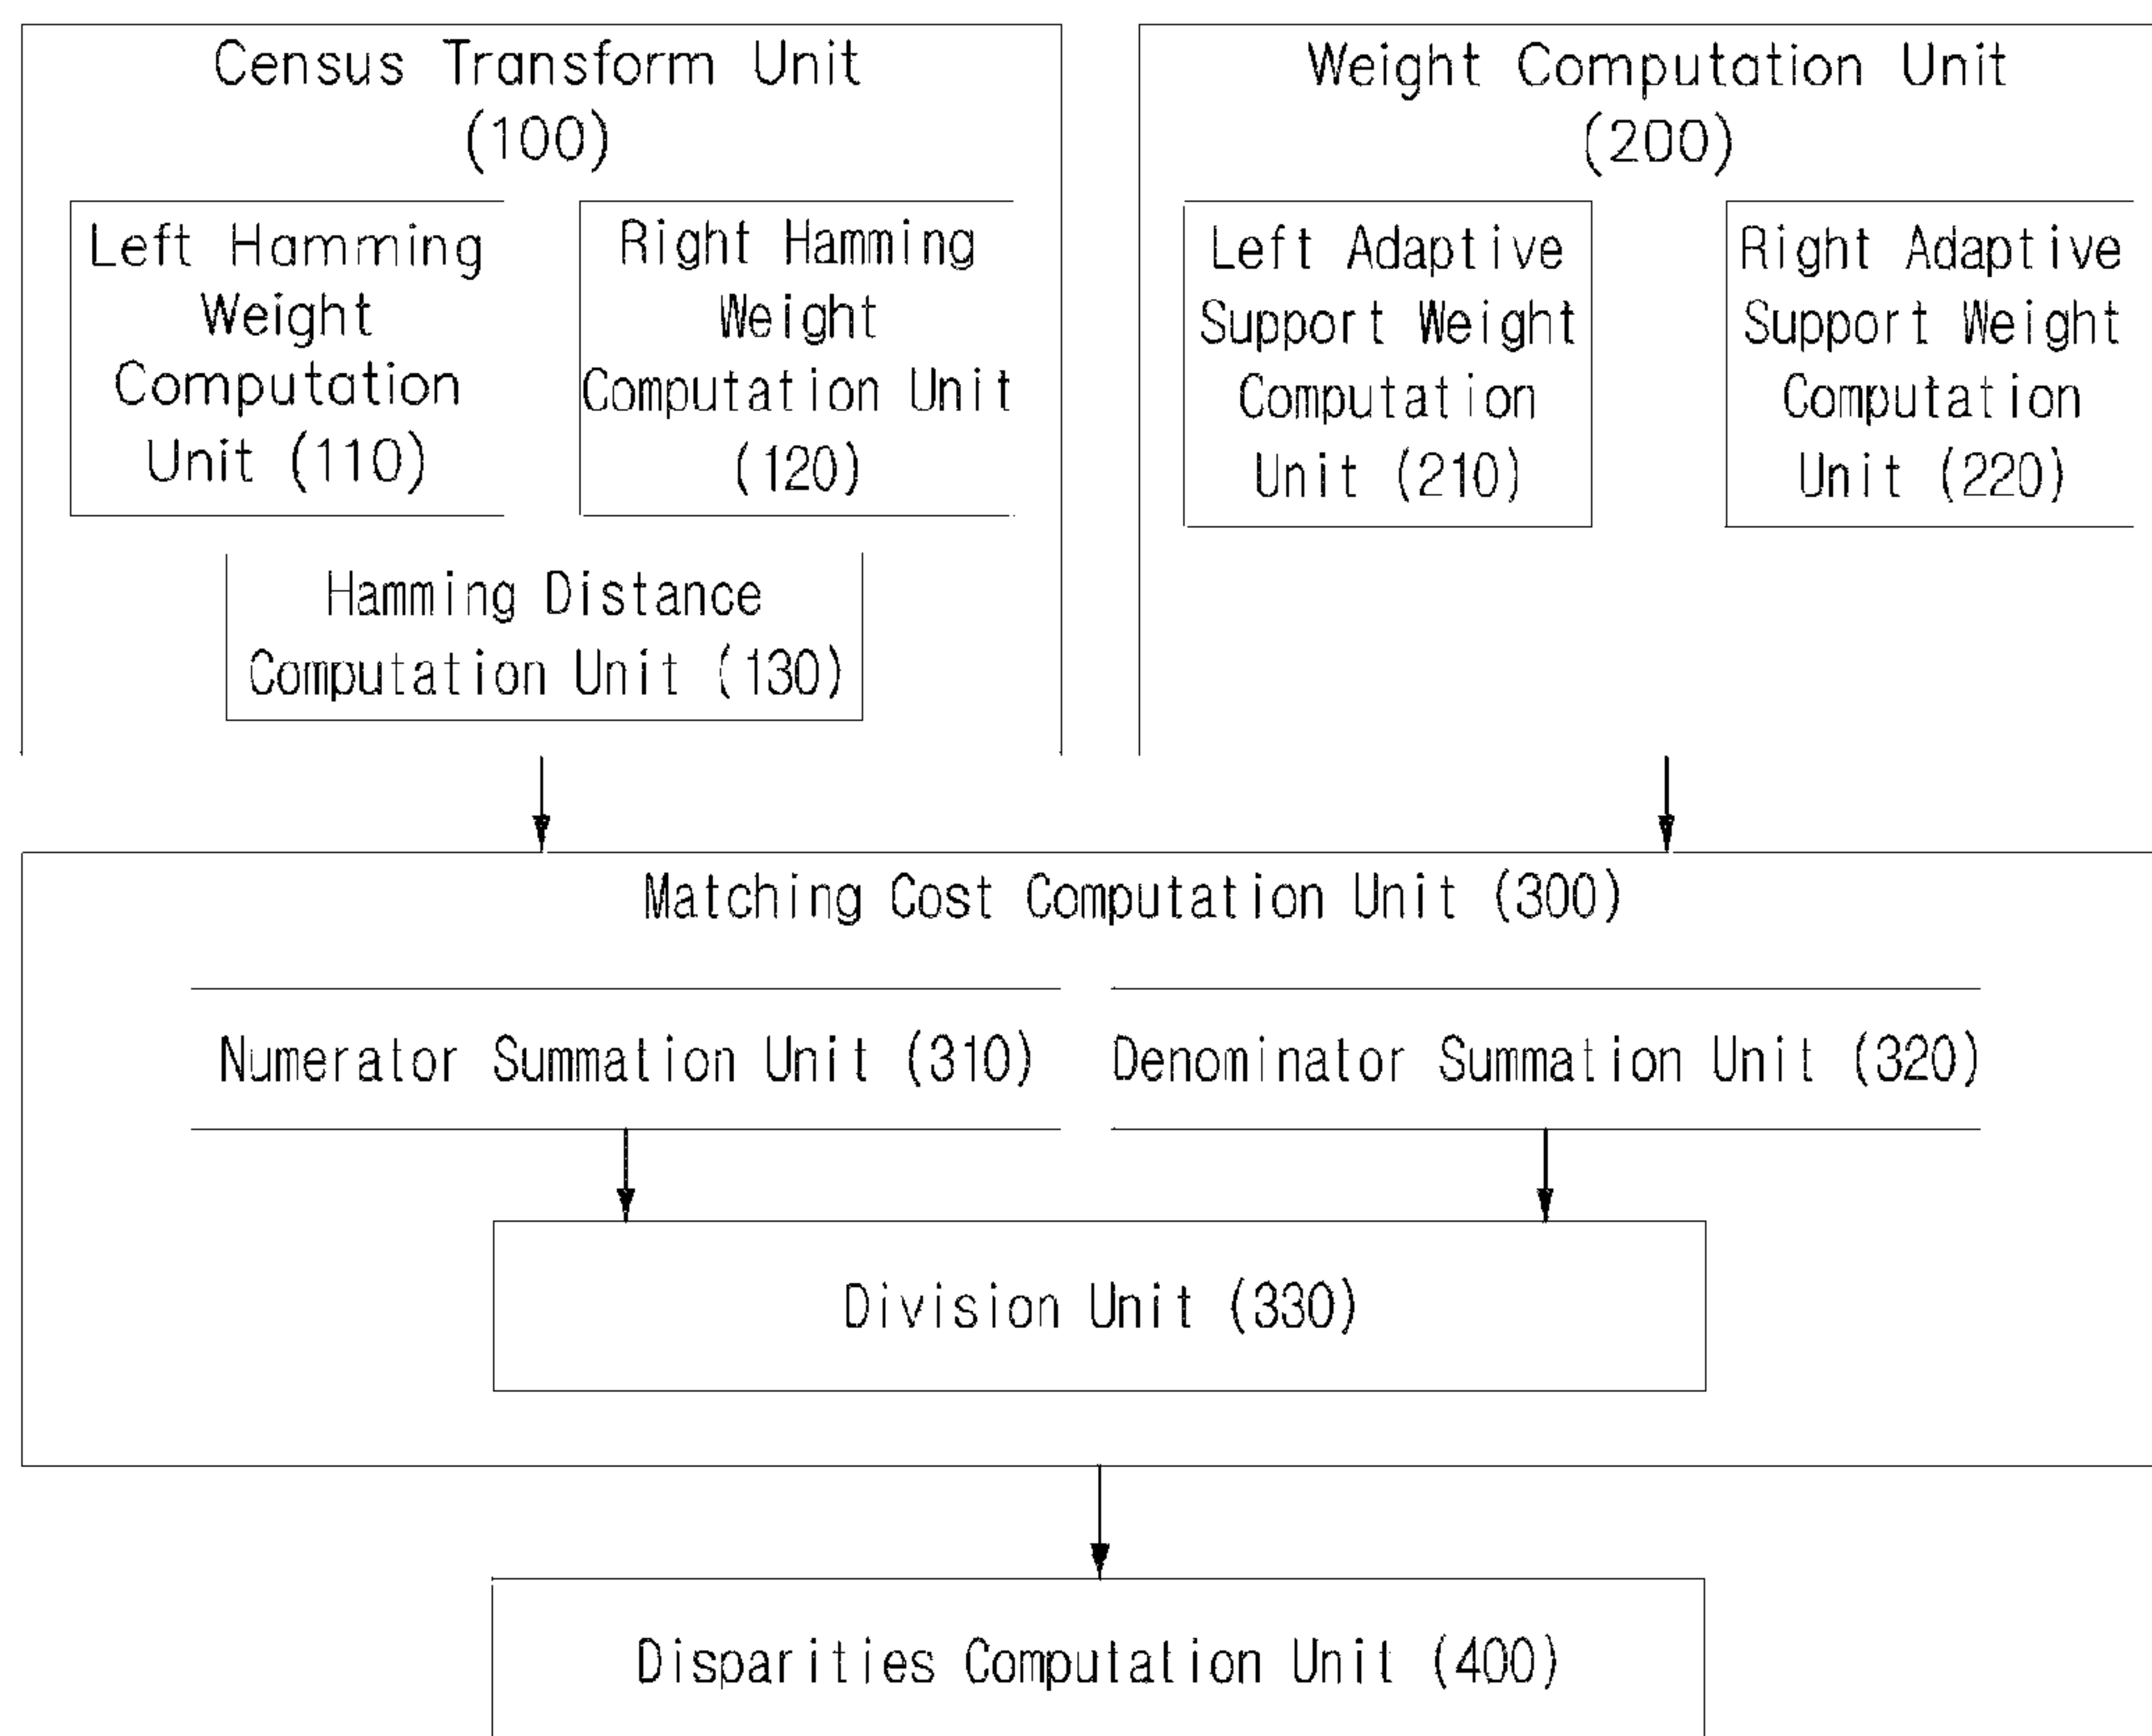 Census Transform Unit
(100)
Left Hamming
Weight
Computation
Unit (110)
Right Hamming
Weight
Computation Unit
(120)
Hamming Distance
Computation Unit (130)
Weight Computation Unit
(200)
Left Adaptive
Support Weight
Computation
Unit (210)
Right Adaptive
Support Weight
Computation
Unit (220)
Matching Cost Computation Unit (300)
Numerator Summation Unit (310)
Denominator Summation Unit (320)
Division Unit (330)
Disparities Computation Unit (400)